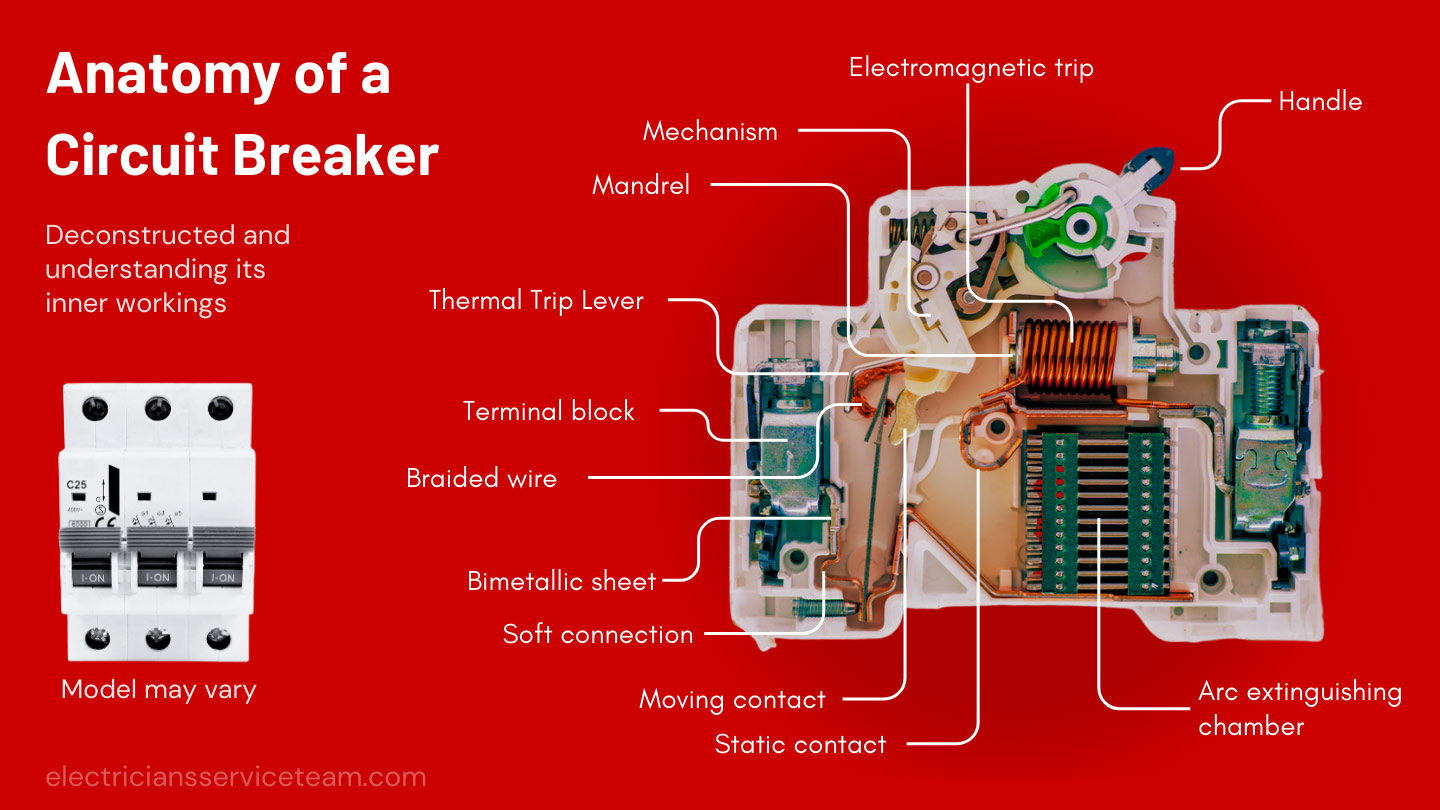 Anatomy of a
Circuit Breaker
Deconstructed and
understanding its
inner workings
Electromagnetic trip
Handle
Mechanism
Mandrel
Thermal Trip Lever
Terminal block
Braided wire
Bimetallic sheet
Soft connection
Moving contact
Static contact
Arc extinguishing
chamber
C25
I-ON
I-ON
I-ON
Model may vary
electriciansserviceteam.com